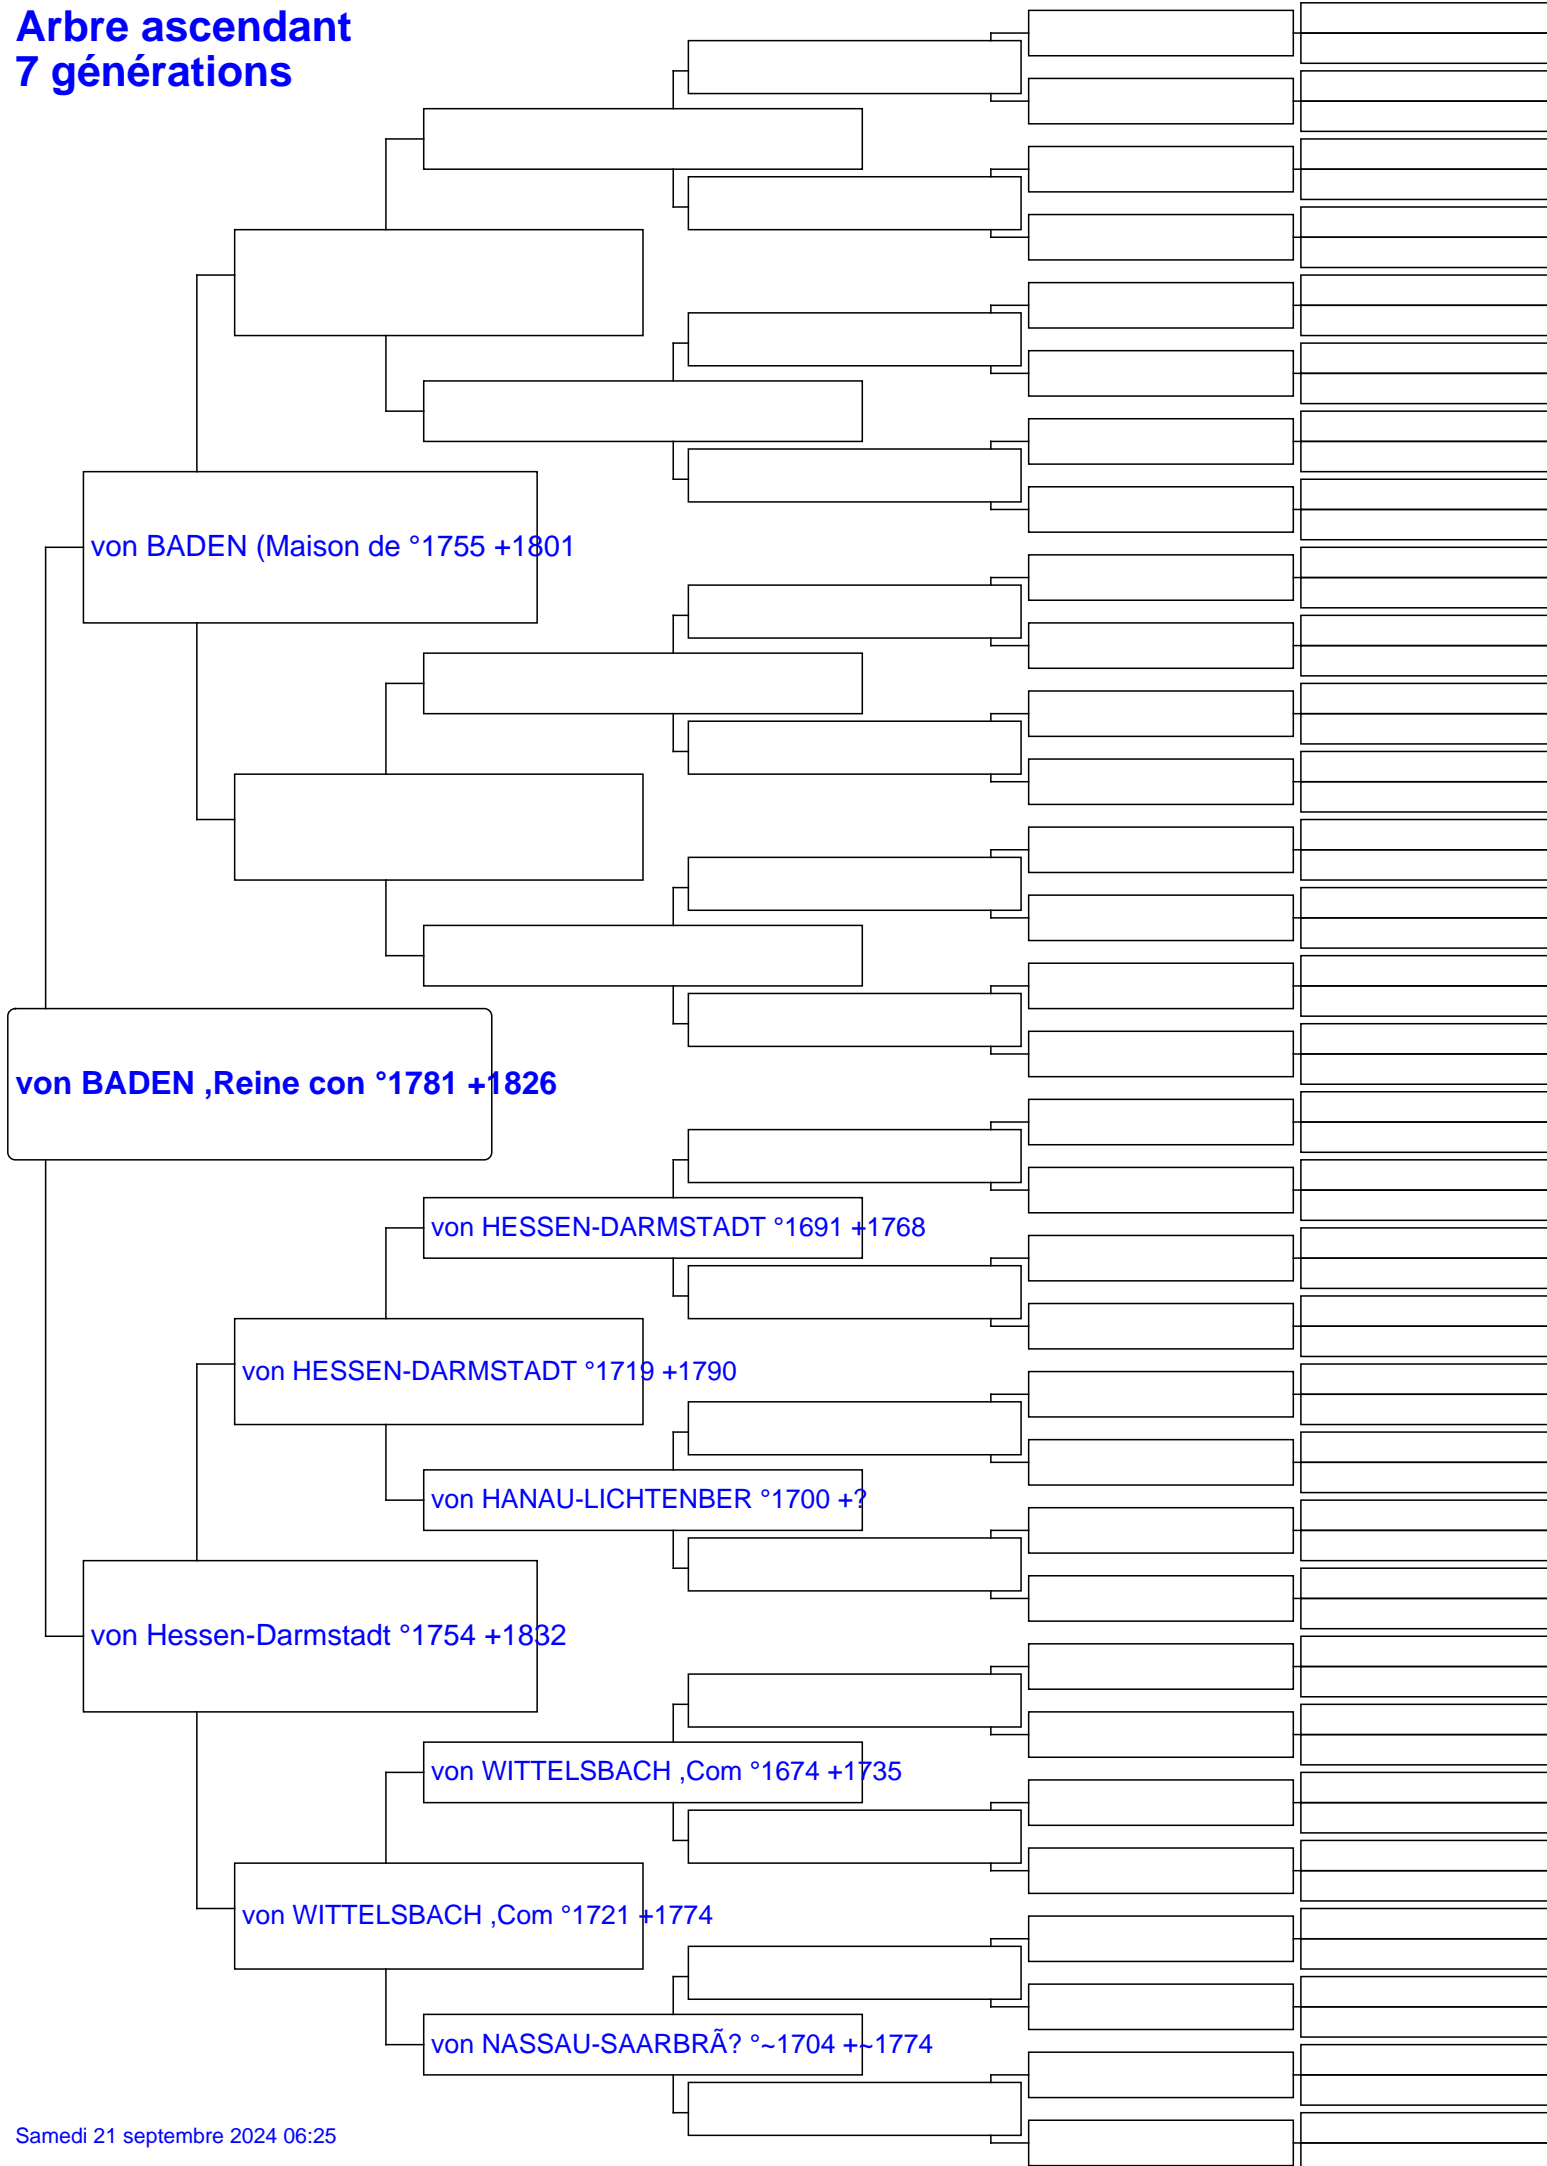 Arbre ascendant
7 générations
von BADEN (Maison de °1755 +1801
von BADEN ,Reine con °1781 +1826
von HESSEN-DARMSTADT °1691 +1768
von HESSEN-DARMSTADT °1719 +1790
von HANAU-LICHTENBER °1700 +?
von Hessen-Darmstadt °1754 +1832
von WITTELSBACH ,Com °1674 +1735
von WITTELSBACH ,Com °1721 +1774
von NASSAU-SAARBRÃ? °~1704 +~1774
Samedi 21 septembre 2024 06:25